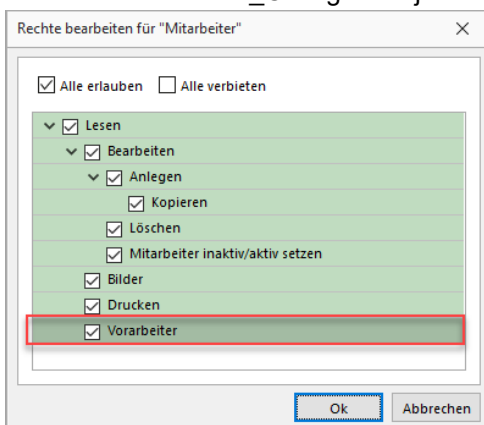 Rechte bearbeiten für "Mitarbeiter"
Alle erlauben Alle verbieten
Lesen
Bearbeiten
Anlegen
Kopieren
Löschen
Mitarbeiter inaktiv/aktiv setzen
Bilder
Drucken
Vorarbeiter
Ok Abbrechen